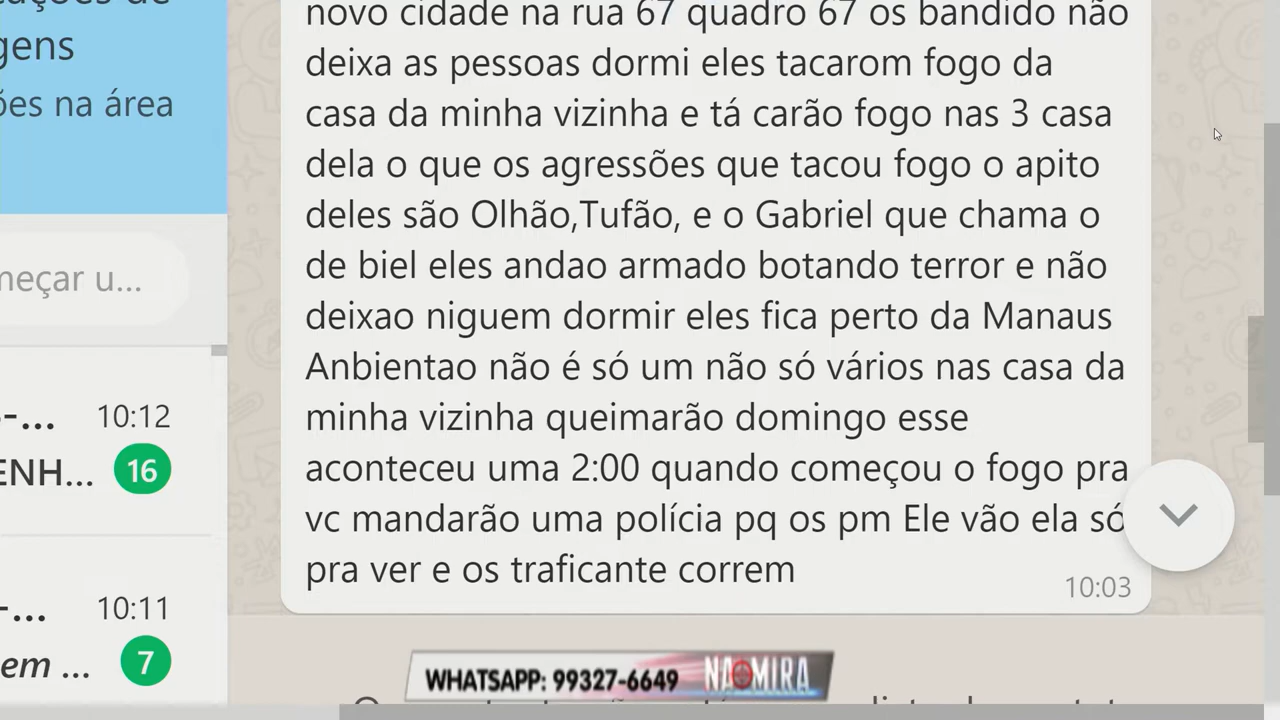 gens
ões na área
meçar u...
10:12
ENH... 16
10:11
em ... 7
novo cidade na rua 67 quadro 67 os bandido não
deixa as pessoas dormi eles tacarom fogo da
casa da minha vizinha e tá carão fogo nas 3 casa
dela o que os agressões que tacou fogo o apito
deles são Olhão,Tufão, e o Gabriel que chama o
de biel eles andao armado botando terror e não
deixao niguem dormir eles fica perto da Manaus
Anbientao não é só um não só vários nas casa da
minha vizinha queimarão domingo esse
aconteceu uma 2:00 quando começou o fogo pra
vc mandarão uma polícia pq os pm Ele vão ela só
pra ver e os traficante correm
10:03
WHATSAPP: 99327-6649 NA MIRA